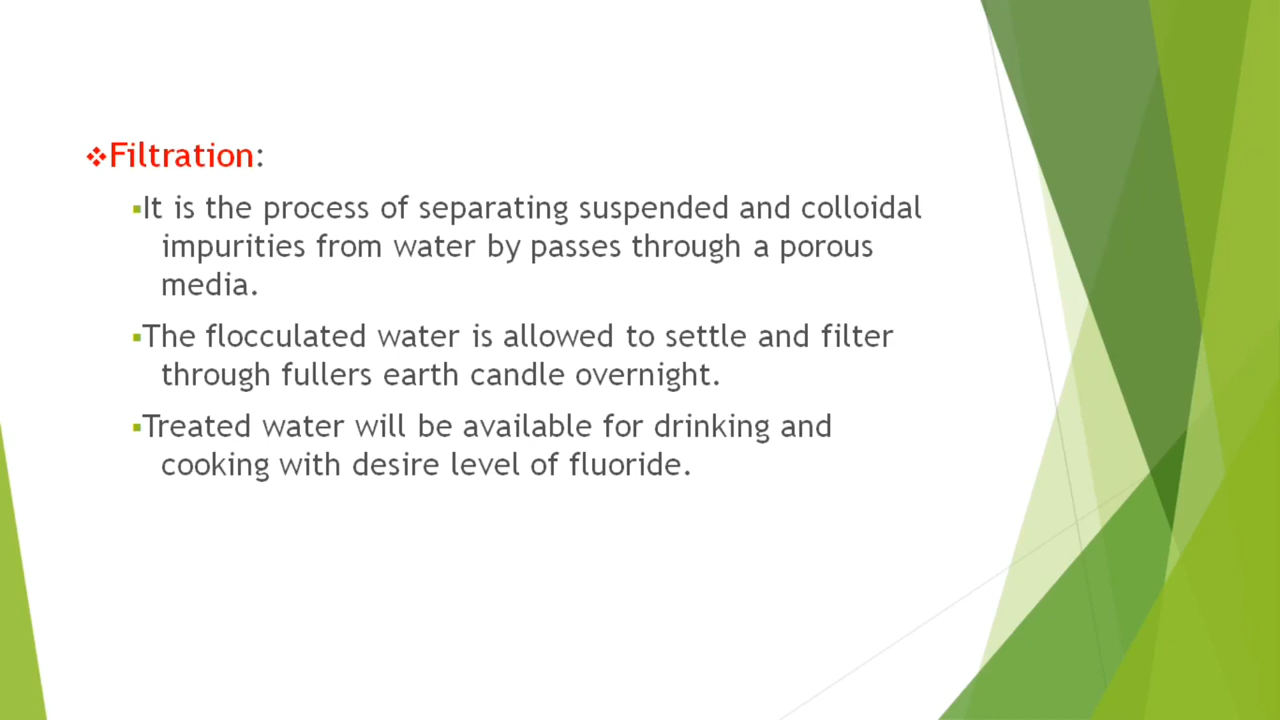 ❖Filtration:
▪It is the process of separating suspended and colloidal
impurities from water by passes through a porous
media.
▪The flocculated water is allowed to settle and filter
through fullers earth candle overnight.
▪Treated water will be available for drinking and
cooking with desire level of fluoride.